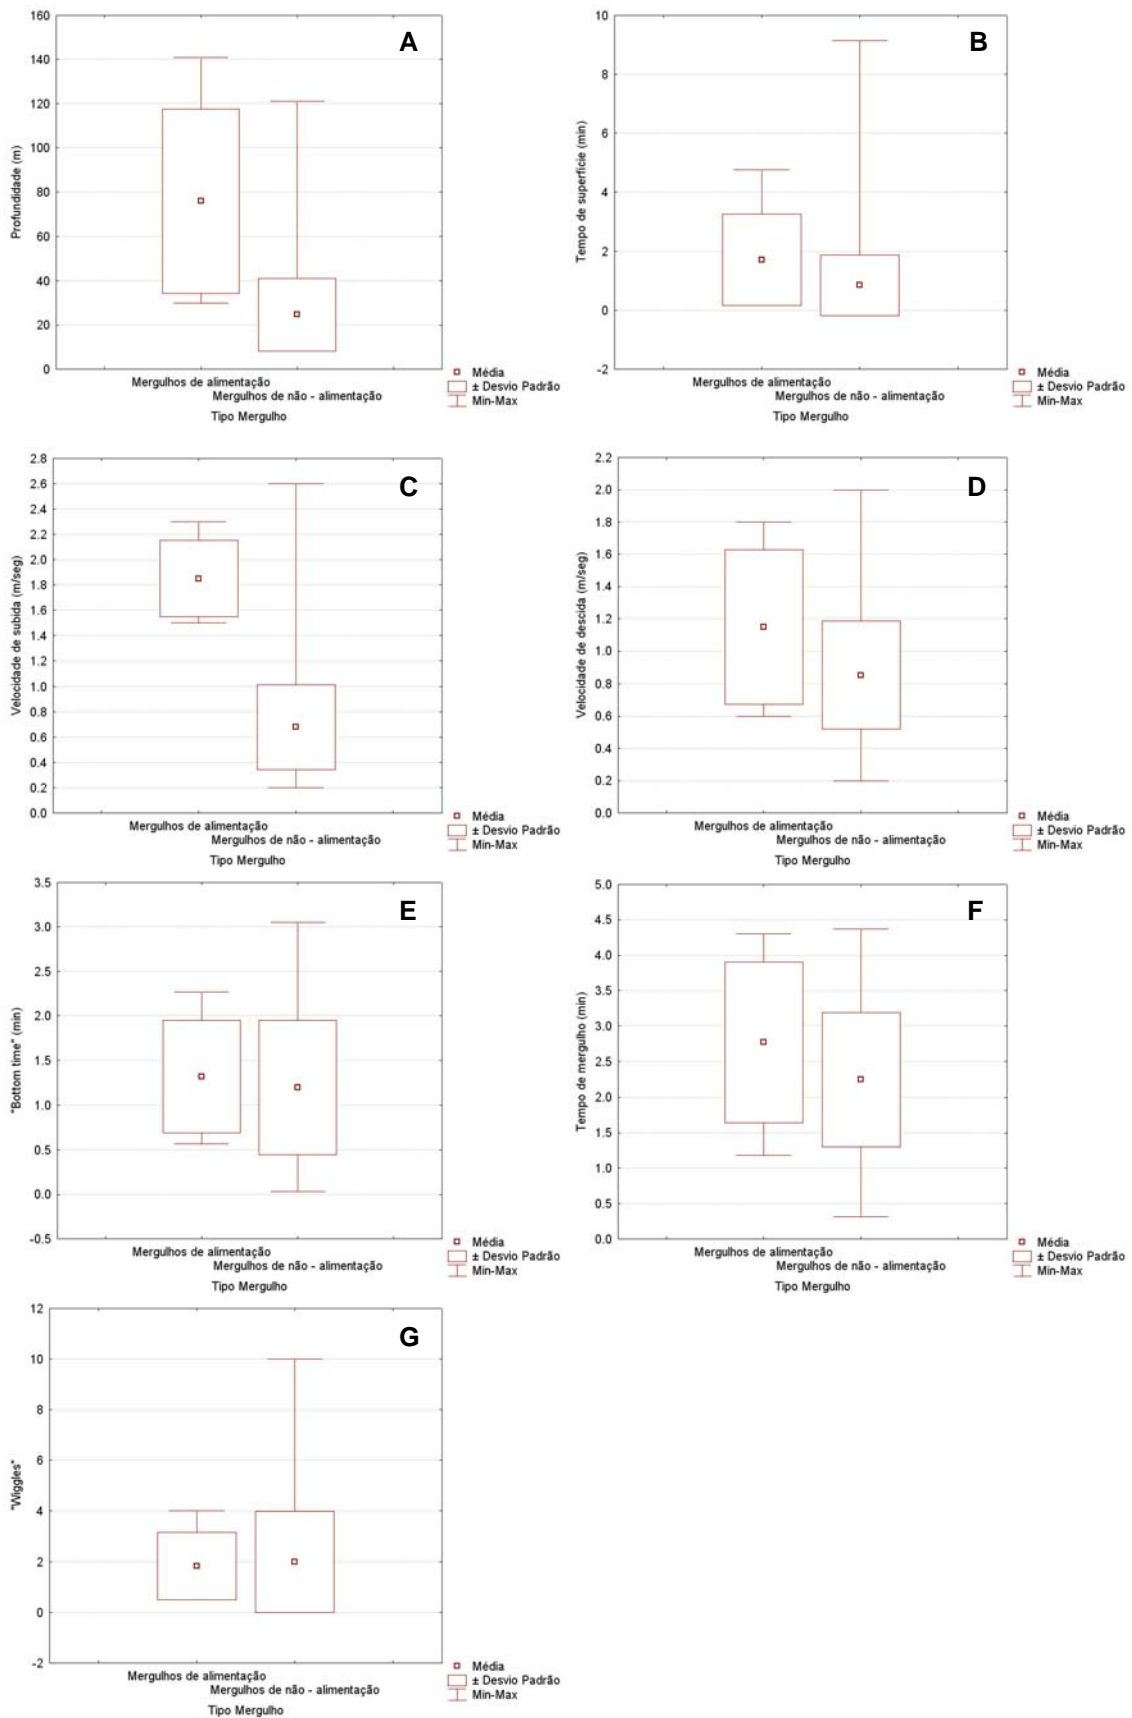 A
160
140
120
100
80
60
40
20
0
Profundidade (m)
Mergulhos de alimentação
Mergulhos de não - alimentação
Tipo Mergulho
Média
± Desvio Padrão
Min-Max
B
10
8
6
4
2
0
-2
Tempo de superfície (min)
Mergulhos de alimentação
Mergulhos de não - alimentação
Tipo Mergulho
Média
± Desvio Padrão
Min-Max
C
2.8
2.6
2.4
2.2
2.0
1.8
1.6
1.4
1.2
1.0
0.8
0.6
0.4
0.2
0.0
Velocidade de subida (m/seg)
Mergulhos de alimentação
Mergulhos de não - alimentação
Tipo Mergulho
Média
± Desvio Padrão
Min-Max
D
2.2
2.0
1.8
1.6
1.4
1.2
1.0
0.8
0.6
0.4
0.2
0.0
Velocidade de descida (m/seg)
Mergulhos de alimentação
Mergulhos de não - alimentação
Tipo Mergulho
Média
± Desvio Padrão
Min-Max
E
3.5
3.0
2.5
2.0
1.5
1.0
0.5
0.0
-0.5
"Bottom time" (min)
Mergulhos de alimentação
Mergulhos de não - alimentação
Tipo Mergulho
Média
± Desvio Padrão
Min-Max
F
5.0
4.5
4.0
3.5
3.0
2.5
2.0
1.5
1.0
0.5
0.0
Tempo de mergulho (min)
Mergulhos de alimentação
Mergulhos de não - alimentação
Tipo Mergulho
Média
± Desvio Padrão
Min-Max
G
12
10
8
6
4
2
0
-2
"Wiggles"
Mergulhos de alimentação
Mergulhos de não - alimentação
Tipo Mergulho
Média
± Desvio Padrão
Min-Max